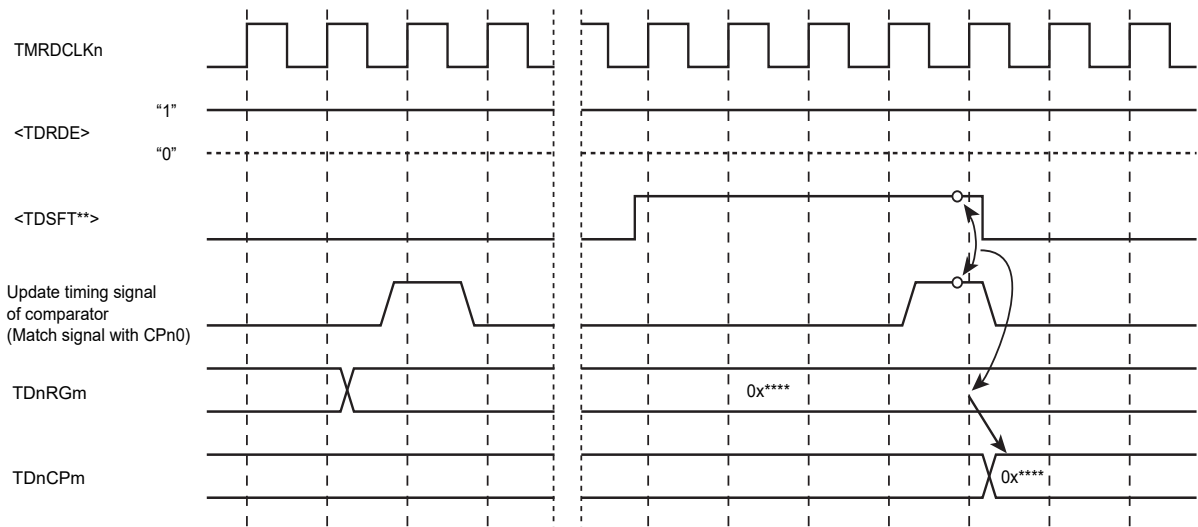 TMRDCLKn
“1”
<TDRDE>
“0”
<TDSFT**>
Update timing signal
of comparator
(Match signal with CPn0)
TDnRGm
0x****
TDnCPm
0x****